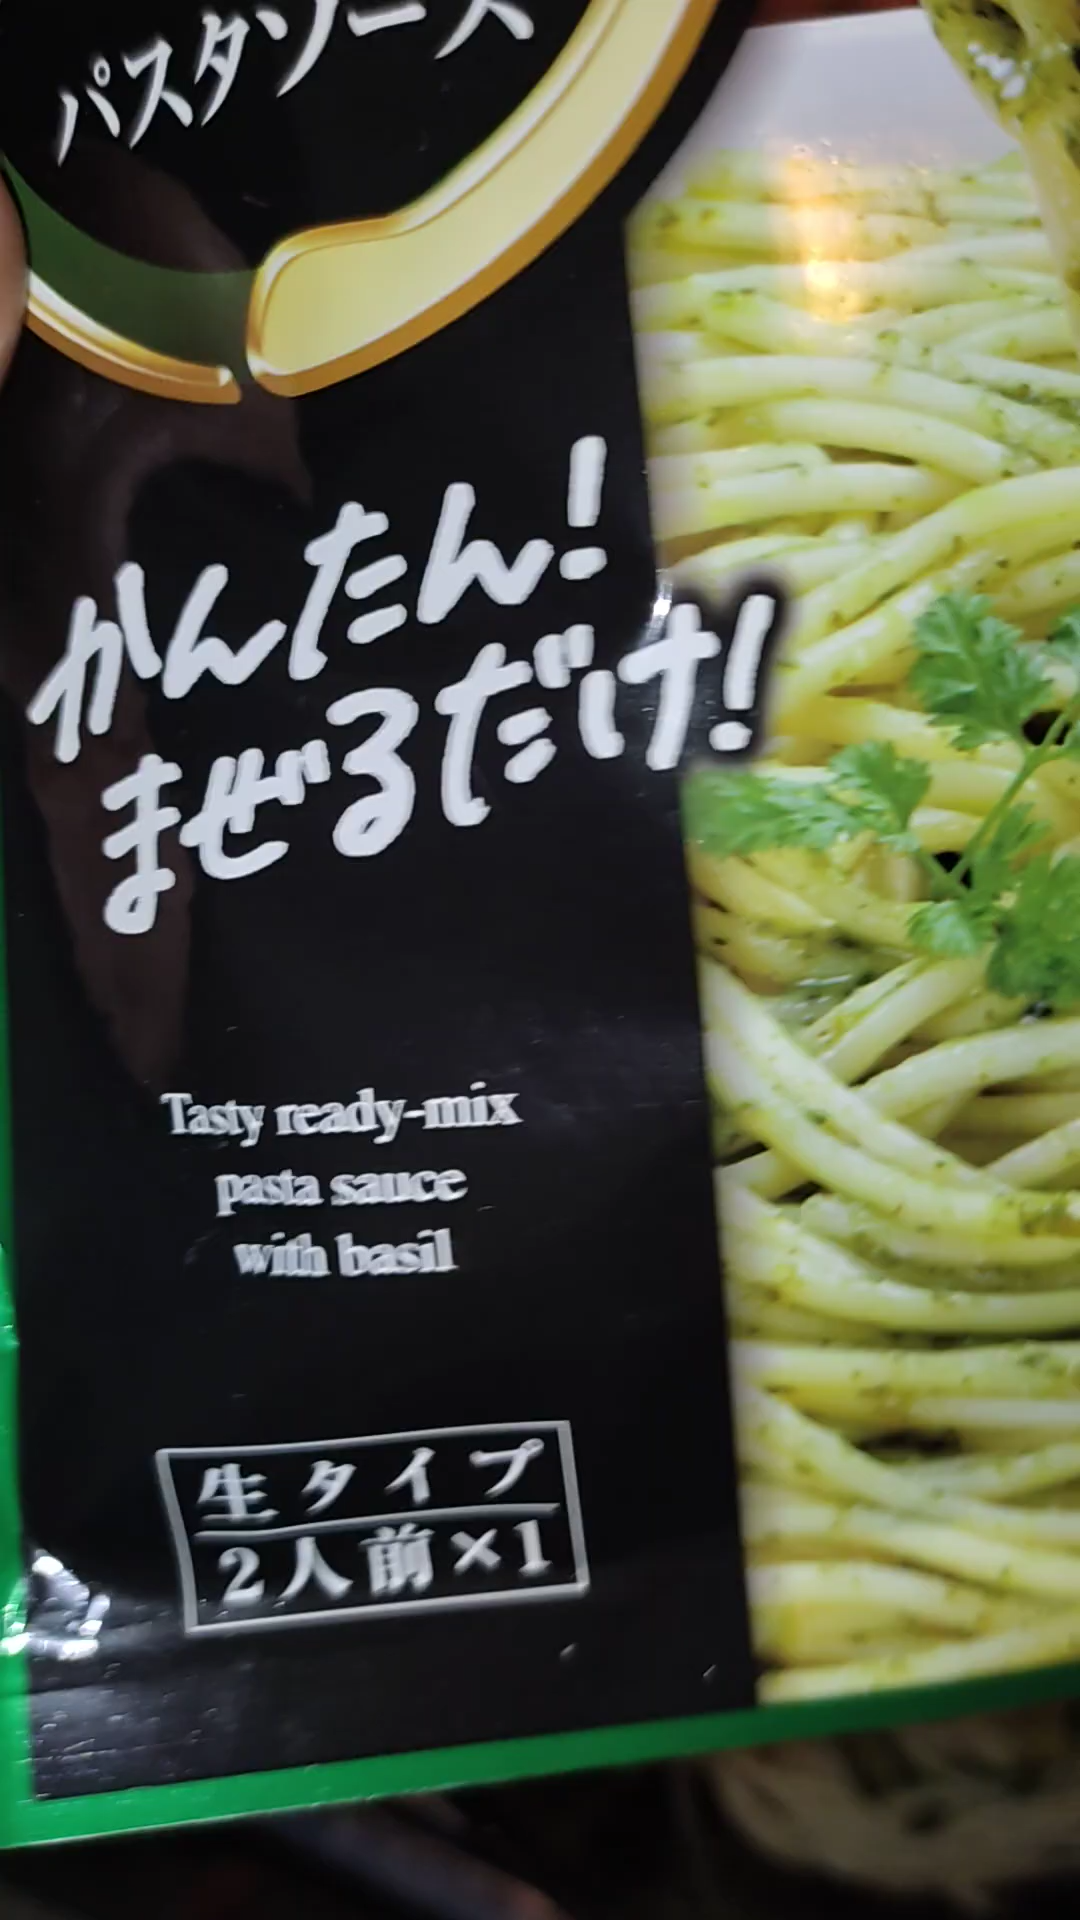 パスタソース
かんたん!
まぜるだけ!
Tasty ready-mix
pasta sauce
with basil
生タイプ
2人前×1